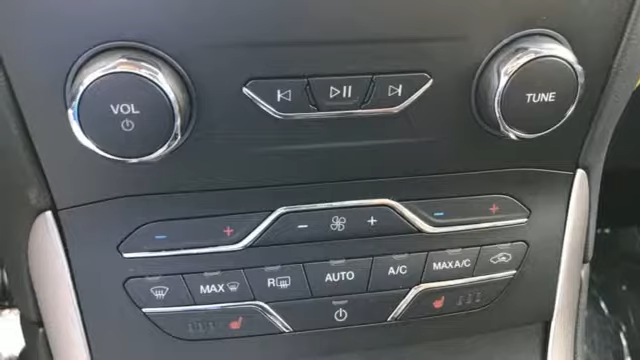 VOL
TUNE
- + - + - +
MAX R AUTO A/C MAX A/C